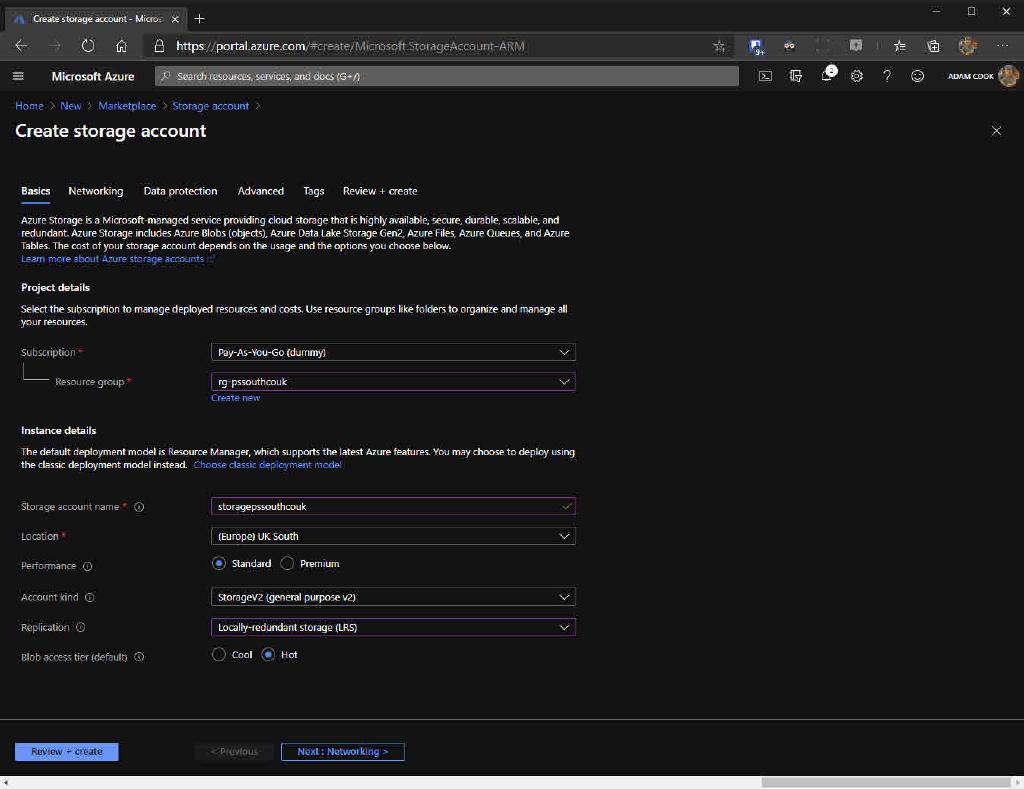 Create storage account - Micros
https://portal.azure.com/#create/Microsoft.StorageAccount-ARM
9+
Microsoft Azure
Search resources, services, and docs (G+/)
2
ADAM COOK
Home > New > Marketplace > Storage account >
Create storage account
Basics Networking Data protection Advanced Tags Review + create
Azure Storage is a Microsoft-managed service providing cloud storage that is highly available, secure, durable, scalable, and
redundant. Azure Storage includes Azure Blobs (objects), Azure Data Lake Storage Gen2, Azure Files, Azure Queues, and Azure
Tables. The cost of your storage account depends on the usage and the options you choose below.
Learn more about Azure storage accounts
Project details
Select the subscription to manage deployed resources and costs. Use resource groups like folders to organize and manage all
your resources.
Subscription * Pay-As-You-Go (dummy)
Resource group * rg-pssouthcouk
Create new
Instance details
The default deployment model is Resource Manager, which supports the latest Azure features. You may choose to deploy using
the classic deployment model instead. Choose classic deployment model
Storage account name * storagepssouthcouk
Location * (Europe) UK South
Performance Standard Premium
Account kind StorageV2 (general purpose v2)
Replication Locally-redundant storage (LRS)
Blob access tier (default) Cool Hot
Review + create < Previous Next : Networking >